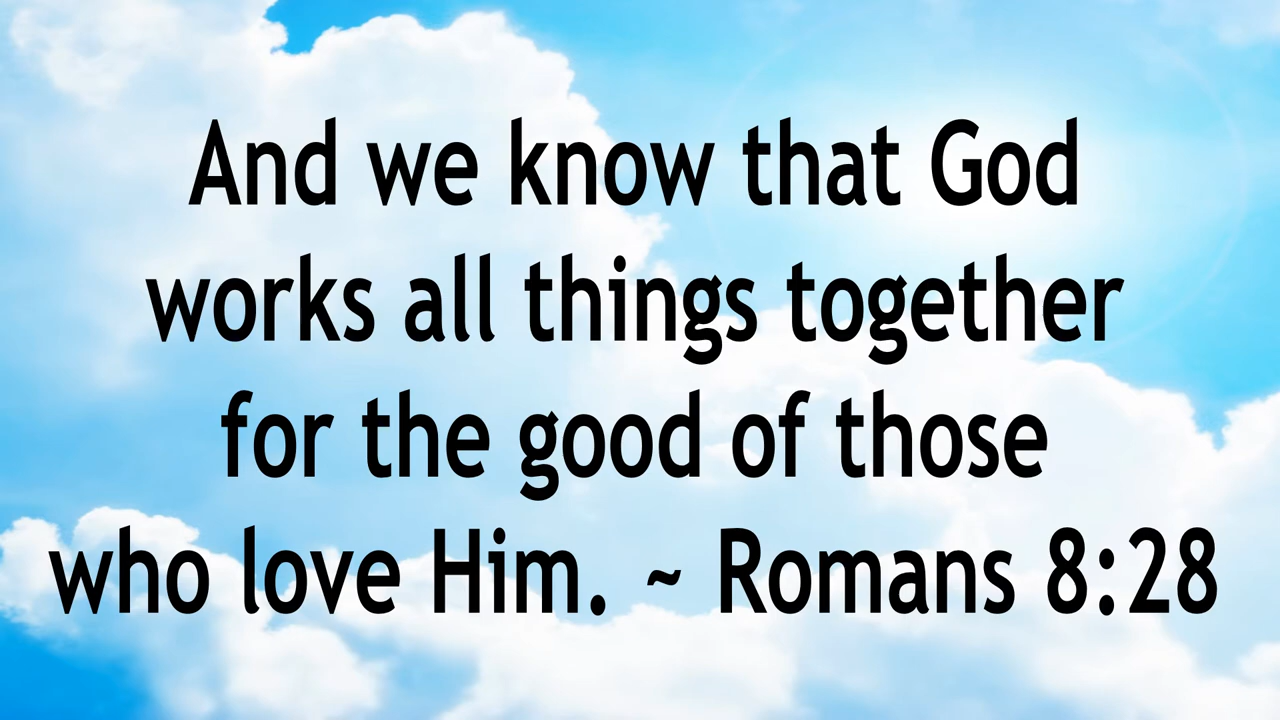 And we know that God
works all things together
for the good of those
who love Him. ~ Romans 8:28